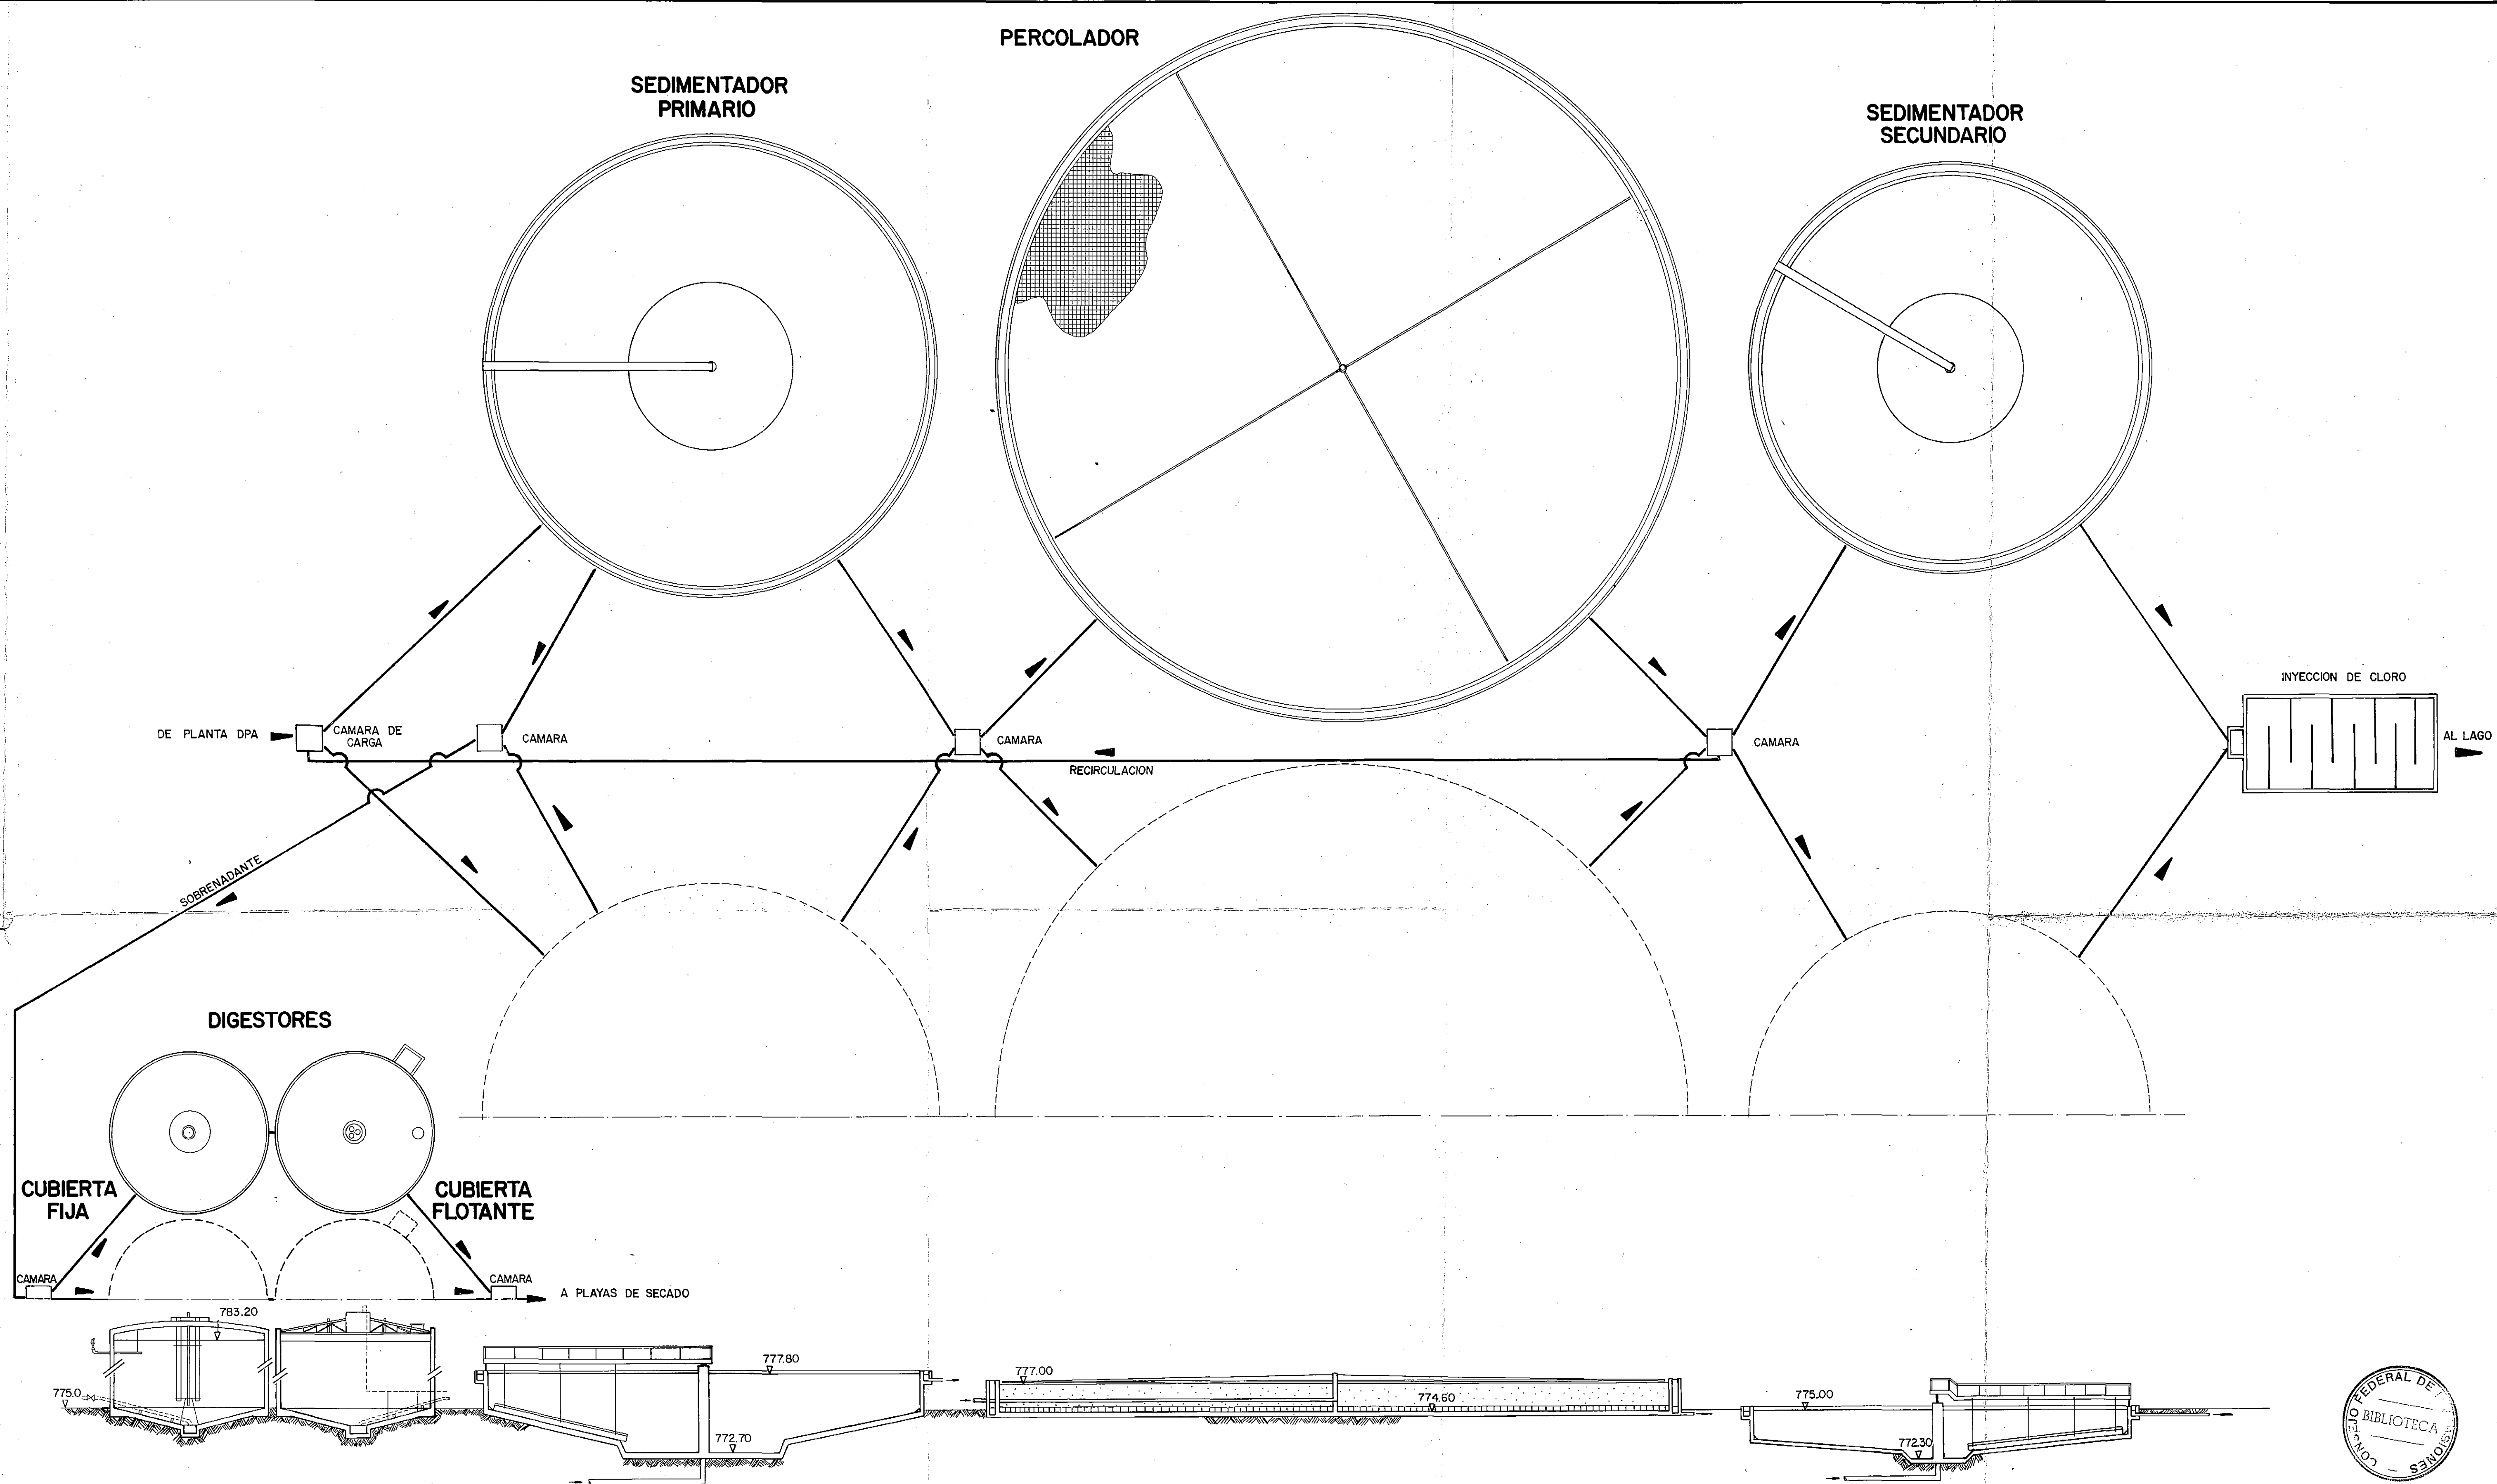 PERCOLADOR
SEDIMENTADOR
PRIMARIO
SEDIMENTADOR
SECUNDARIO
INYECCION DE CLORO
DE PLANTA DPA
CAMARA DE
CARGA
CAMARA
CAMARA
CAMARA
AL LAGO
RECIRCULACION
SOBRENADANTE
DIGESTORES
CUBIERTA
FIJA
CUBIERTA
FLOTANTE
CAMARA
CAMARA
A PLAYAS DE SECADO
783.20
775.0
777.80
772.70
777.00
774.60
775.00
772.30
CONSEJO FEDERAL DE
BIBLIOTECA